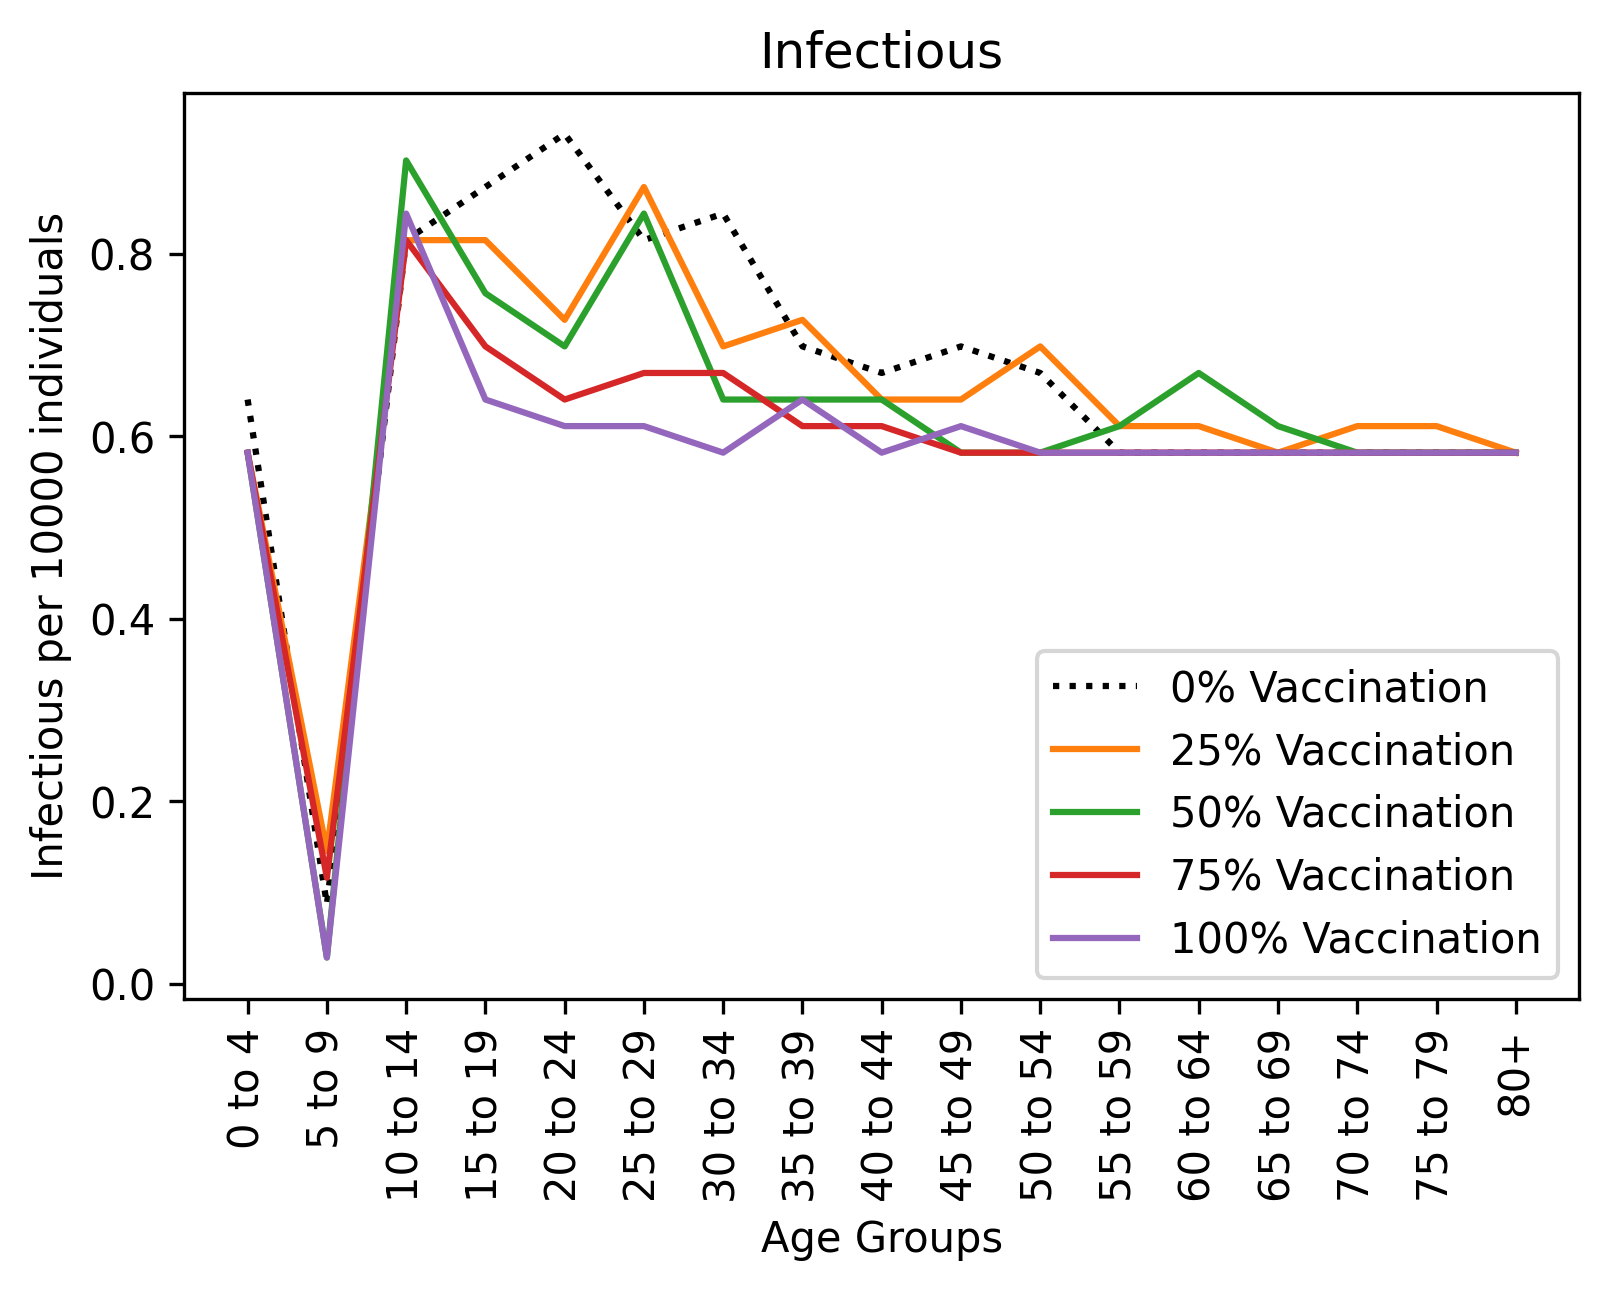 Infectious
Infectious per 10000 individuals
0.8
0.6
0.4
0.2
0.0
0% Vaccination
25% Vaccination
50% Vaccination
75% Vaccination
100% Vaccination
0 to 4
5 to 9
10 to 14
15 to 19
20 to 24
25 to 29
30 to 34
35 to 39
40 to 44
45 to 49
50 to 54
55 to 59
60 to 64
65 to 69
70 to 74
75 to 79
80+
Age Groups